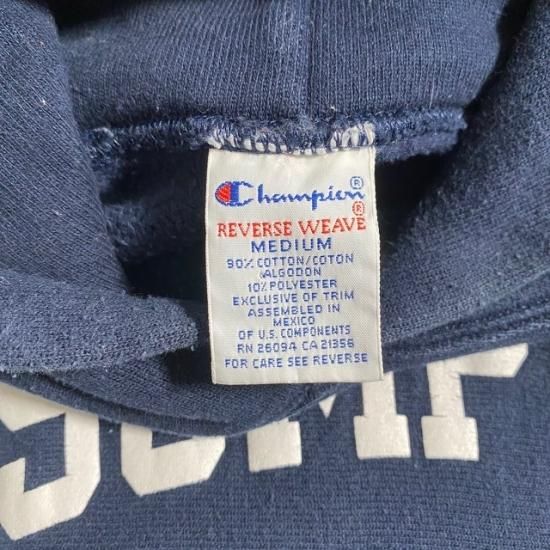 Champion®
REVERSE WEAVE®
MEDIUM
90% COTTON/COTON
ALGODON
10% POLYESTER
EXCLUSIVE OF TRIM
ASSEMBLED IN
MEXICO
OF U.S. COMPONENTS
RN 26094 CA 21356
FOR CARE SEE REVERSE